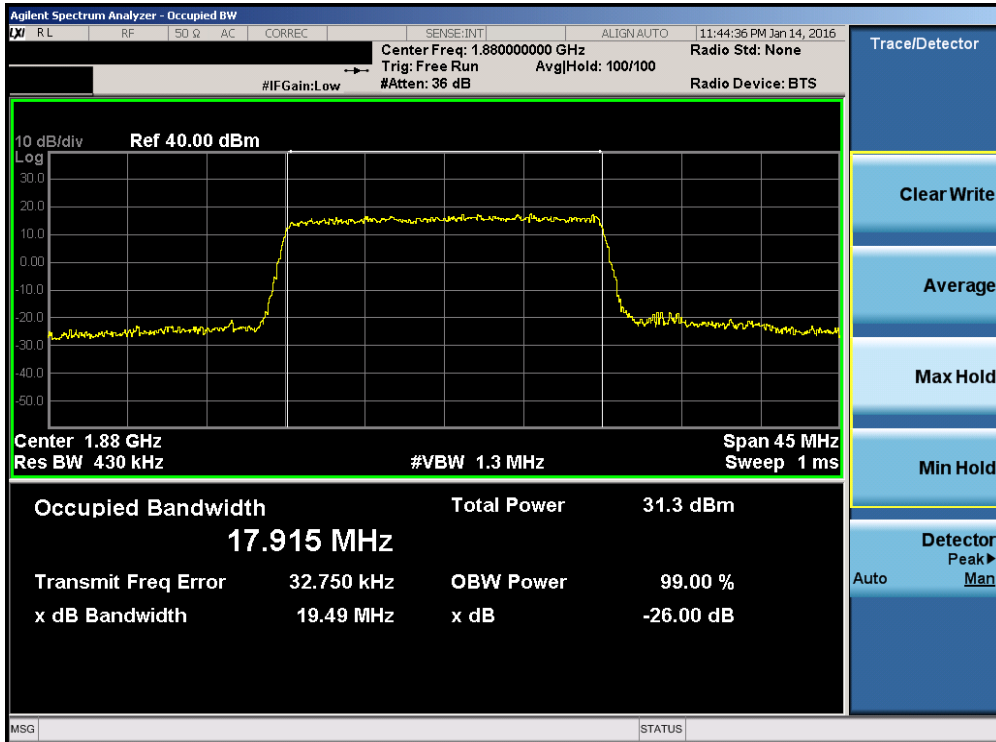 Agilent Spectrum Analyzer - Occupied BW
LXI RL RF 50 Ω AC CORREC SENSE:INT ALIGN AUTO 11:44:36 PM Jan 14, 2016
Center Freq: 1.880000000 GHz Radio Std: None
Trig: Free Run Avg|Hold: 100/100
#IFGain:Low #Atten: 36 dB Radio Device: BTS
10 dB/div Ref 40.00 dBm
Log
30.0
20.0
10.0
0.00
-10.0
-20.0
-30.0
-40.0
-50.0
Center 1.88 GHz Span 45 MHz
Res BW 430 kHz #VBW 1.3 MHz Sweep 1 ms
Occupied Bandwidth Total Power 31.3 dBm
17.915 MHz
Transmit Freq Error 32.750 kHz OBW Power 99.00 %
x dB Bandwidth 19.49 MHz x dB -26.00 dB
MSG STATUS
Trace/Detector
Clear Write
Average
Max Hold
Min Hold
Detector
Peak▶
Auto Man